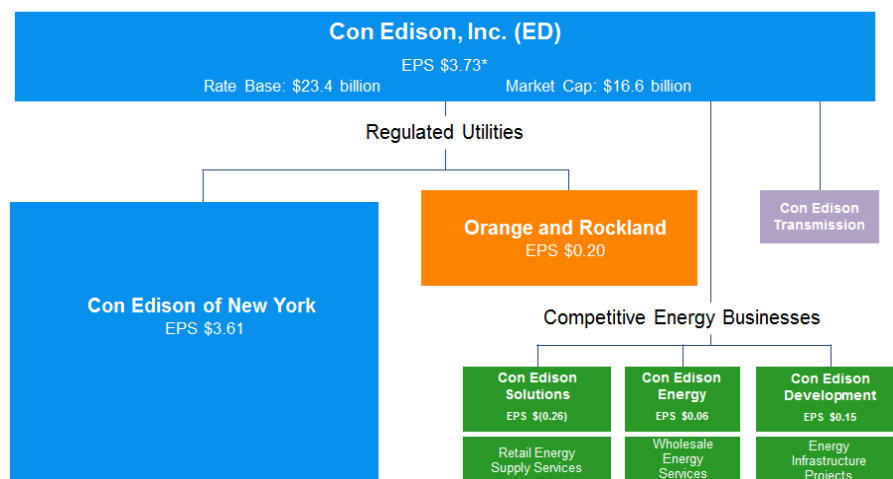 Con Edison, Inc. (ED)
EPS $3.73*
Rate Base: $23.4 billion Market Cap: $16.6 billion
Regulated Utilities
Con Edison of New York
EPS $3.61
Orange and Rockland
EPS $0.20
Con Edison
Transmission
Competitive Energy Businesses
Con Edison
Solutions
EPS $(0.26)
Retail Energy
Supply Services
Con Edison
Energy
EPS $0.06
Wholesale
Energy
Services
Con Edison
Development
EPS $0.15
Energy
Infrastructure
Projects